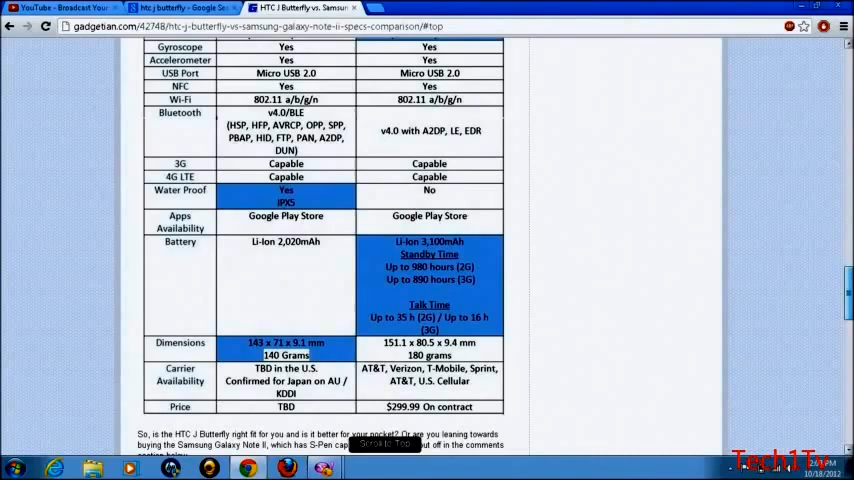 YouTube - Broadcast Your
htc j butterfly - Google Se
HTC J Butterfly vs. Samsun
gadgetian.com/42748/htc-j-butterfly-vs-samsung-galaxy-note-ii-specs-comparison/#top
Gyroscope Yes Yes
Accelerometer Yes Yes
USB Port Micro USB 2.0 Micro USB 2.0
NFC Yes Yes
Wi-Fi 802.11 a/b/g/n 802.11 a/b/g/n
Bluetooth v4.0/BLE
(HSP, HFP, AVRCP, OPP, SPP,
PBAP, HID, FTP, PAN, A2DP,
DUN)
v4.0 with A2DP, LE, EDR
3G Capable Capable
4G LTE Capable Capable
Water Proof Yes No
IPX5
Apps Google Play Store Google Play Store
Availability
Battery Li-Ion 2,020mAh Li-Ion 3,100mAh
Standby Time
Up to 980 hours (2G)
Up to 890 hours (3G)
Talk Time
Up to 35 h (2G) / Up to 16 h
(3G)
Dimensions 143 x 71 x 9.1 mm 151.1 x 80.5 x 9.4 mm
140 Grams 180 grams
Carrier TBD in the U.S. AT&T, Verizon, T-Mobile, Sprint,
Availability Confirmed for Japan on AU / AT&T, U.S. Cellular
KDDI
Price TBD $299.99 On contract
So, is the HTC J Butterfly right fit for you and is it better for your pocket? Or are you leaning towards
buying the Samsung Galaxy Note II, which has S-Pen cap out off in the comments
section below
Scroll to Top
Tech1Tv
10/18/2012